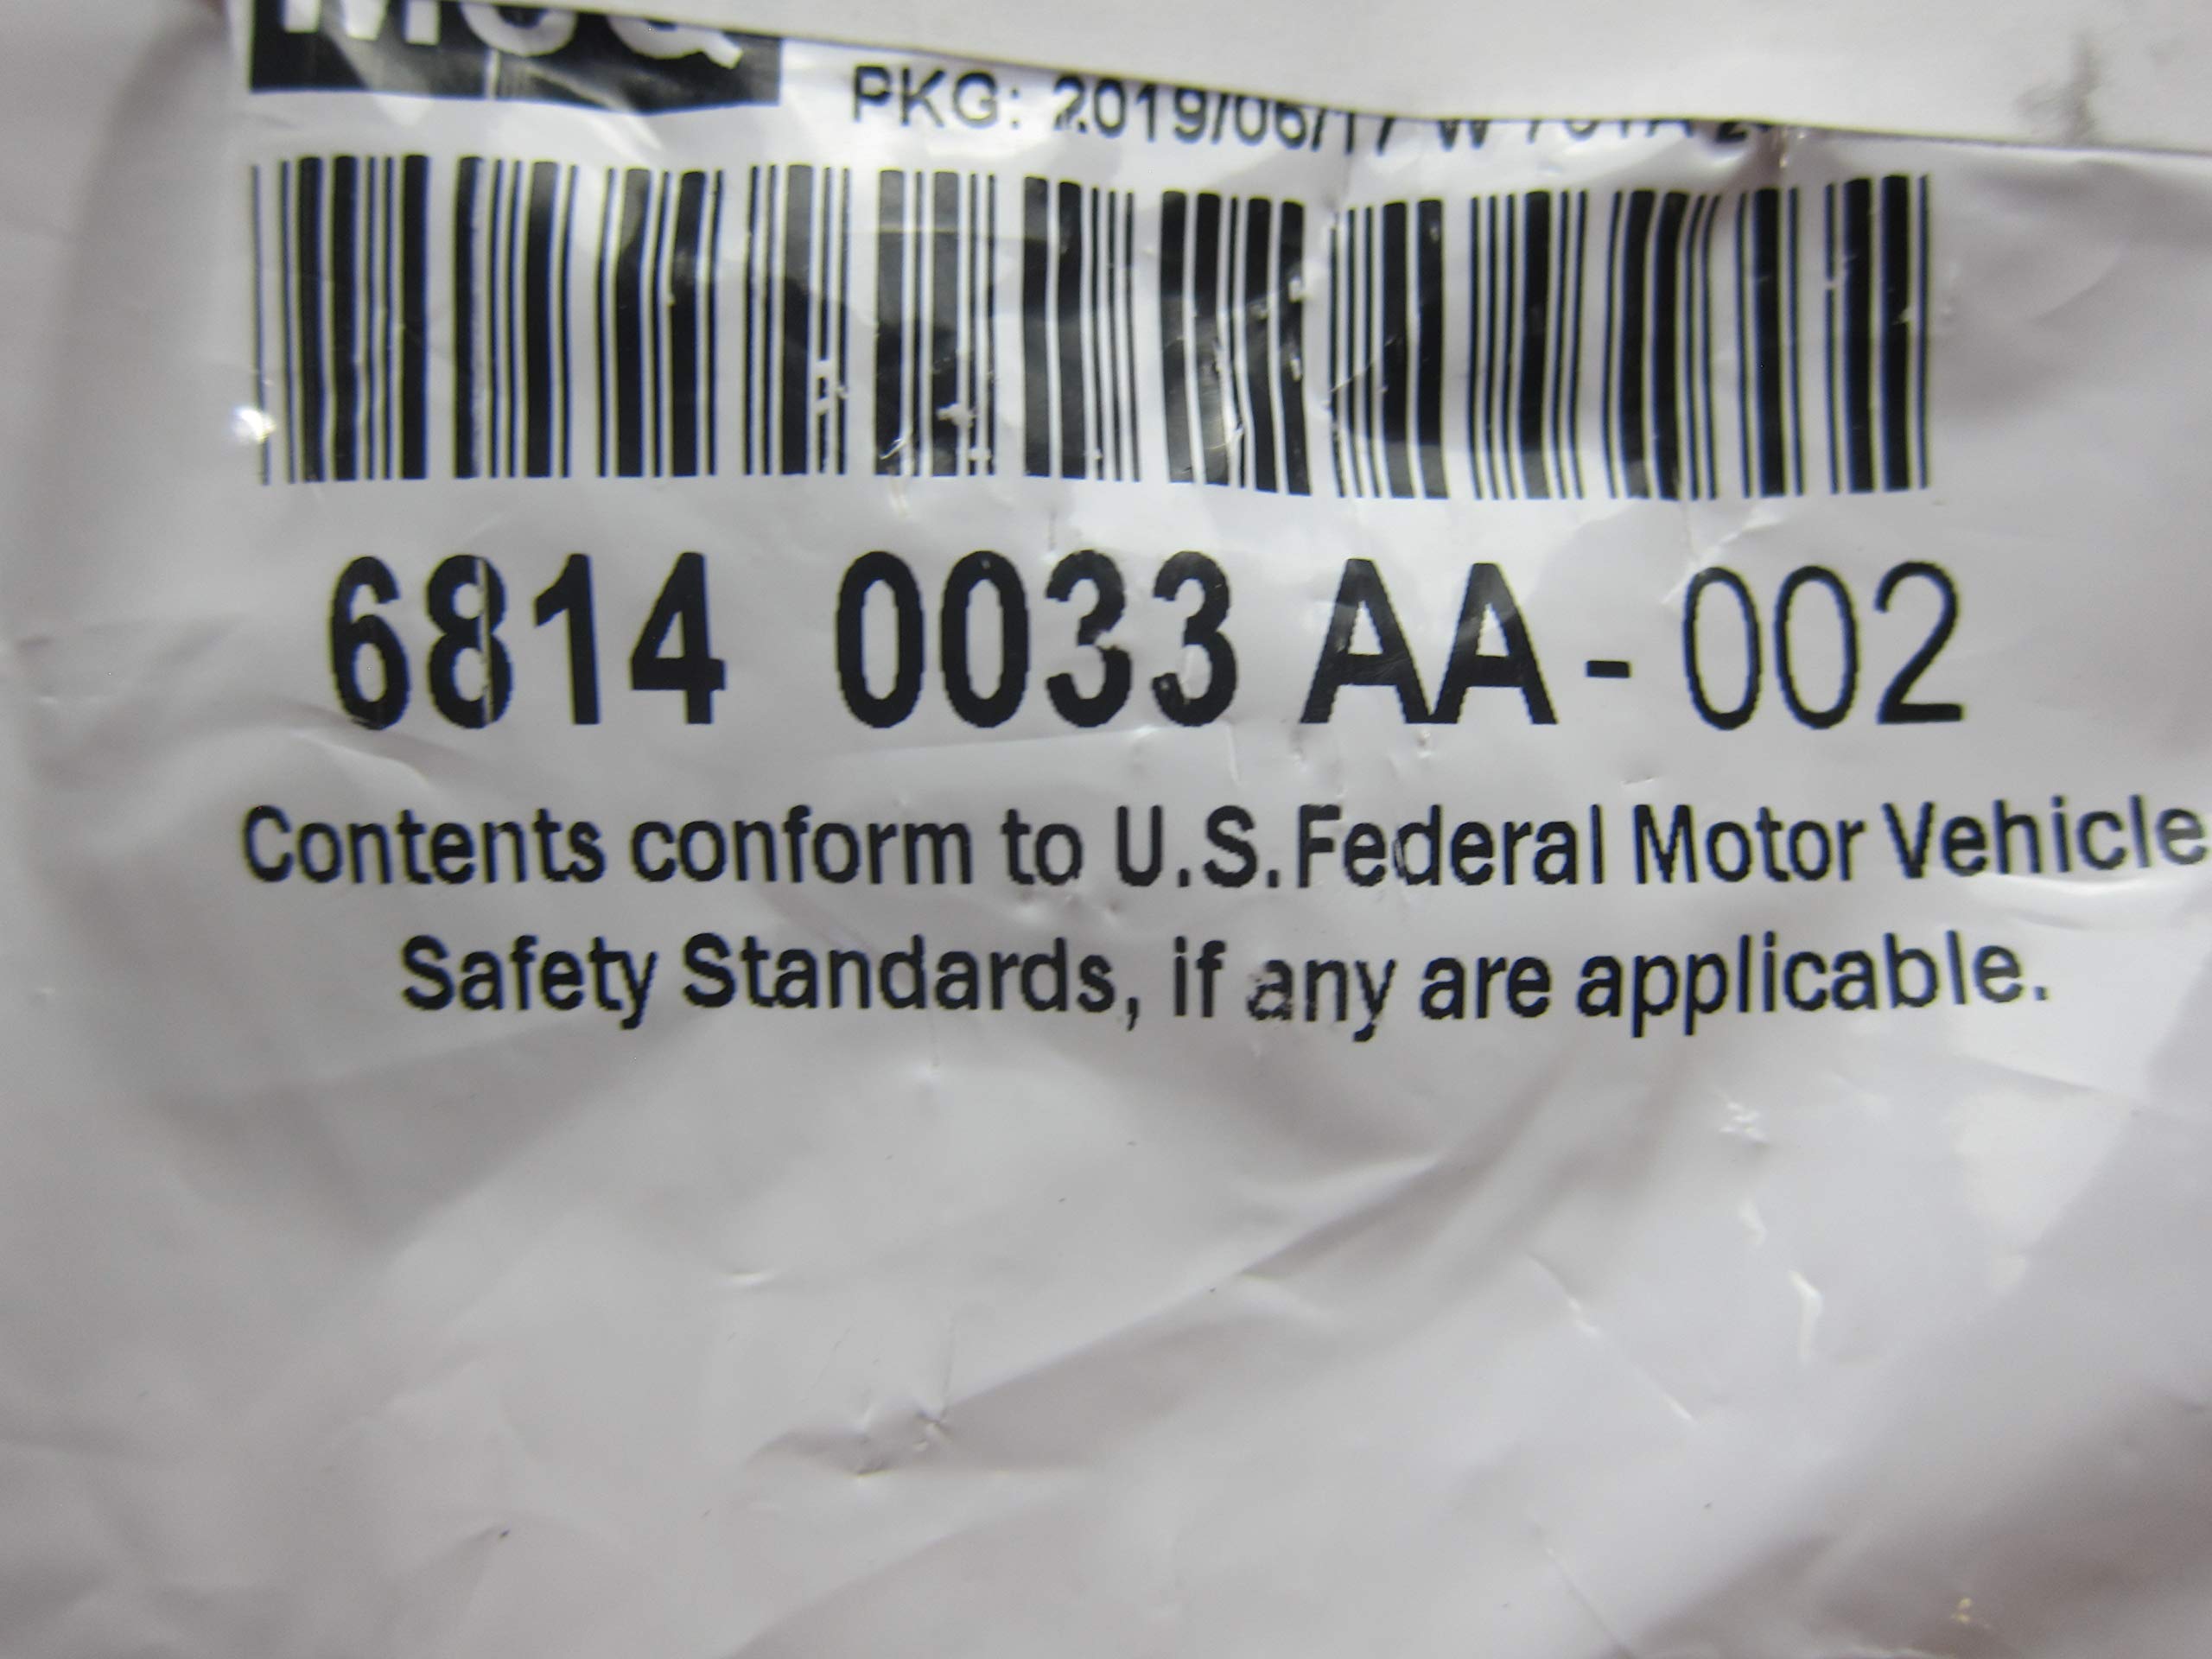 PKG: 2019/06/17
6814 0033 AA - 002
Contents conform to U.S. Federal Motor Vehicle
Safety Standards, if any are applicable.